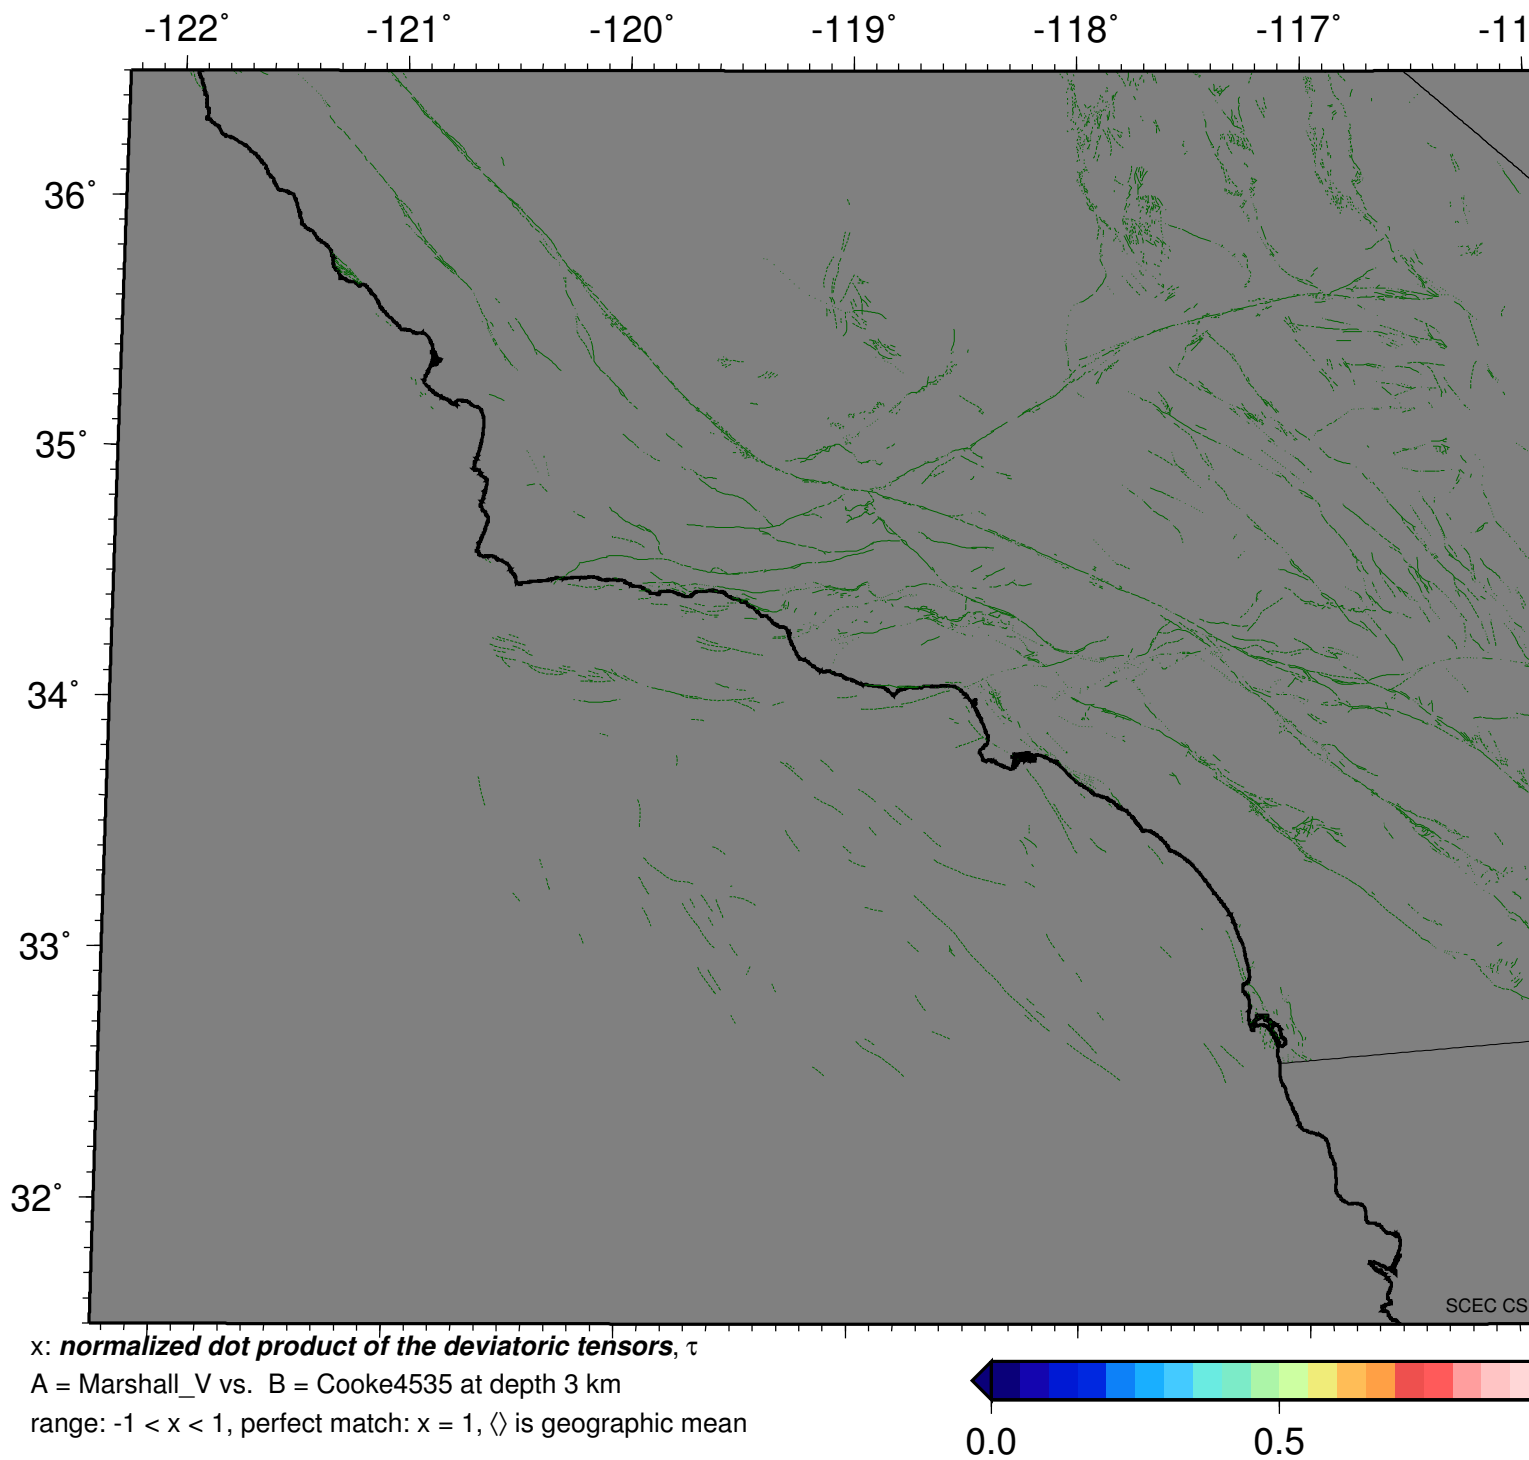 -122° -121° -120° -119° -118° -117° -11
36°
35°
34°
33°
32°
SCEC CS
x: normalized dot product of the deviatoric tensors, τ
A = Marshall_V vs. B = Cooke4535 at depth 3 km
range: -1 < x < 1, perfect match: x = 1, ⟨⟩ is geographic mean
0.0 0.5